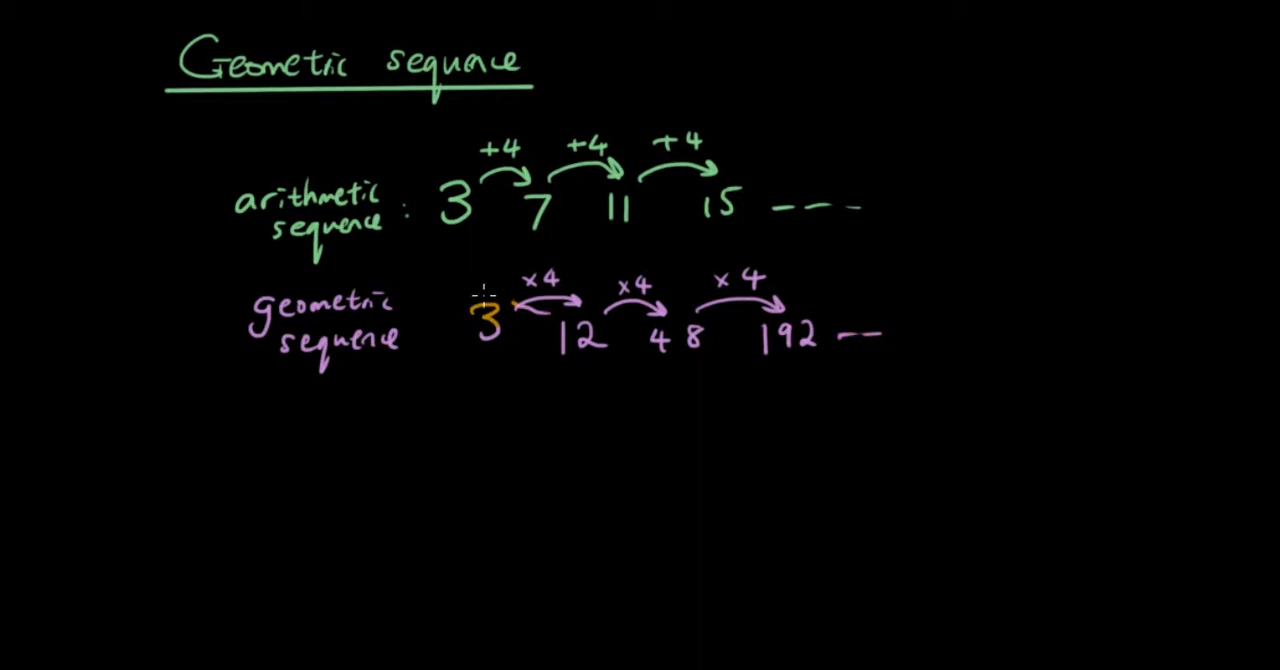 Geometric sequence
+4 +4 +4
arithmetic
sequence : 3 7 11 15 ----
×4 ×4 ×4
geometric
sequence 3 12 48 192 --